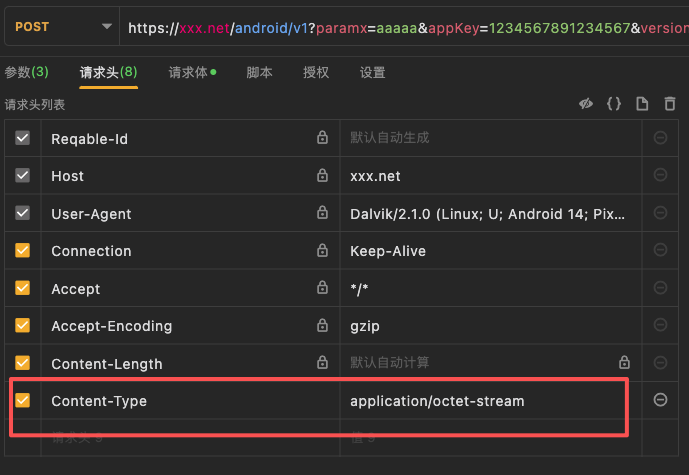 POST https://xxx.net/android/v1?paramx=aaaaa&appKey=1234567891234567&version
参数(3) 请求头(8) 请求体 脚本 授权 设置
请求头列表
Reqable-Id 默认自动生成
Host xxx.net
User-Agent Dalvik/2.1.0 (Linux; U; Android 14; Pix...
Connection Keep-Alive
Accept */*
Accept-Encoding gzip
Content-Length 默认自动计算
Content-Type application/octet-stream
请求头 9 值 9